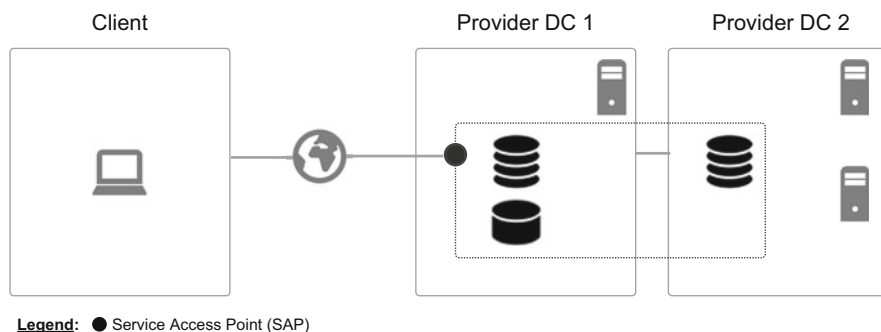 Client
Provider DC 1
Provider DC 2
Legend: Service Access Point (SAP)